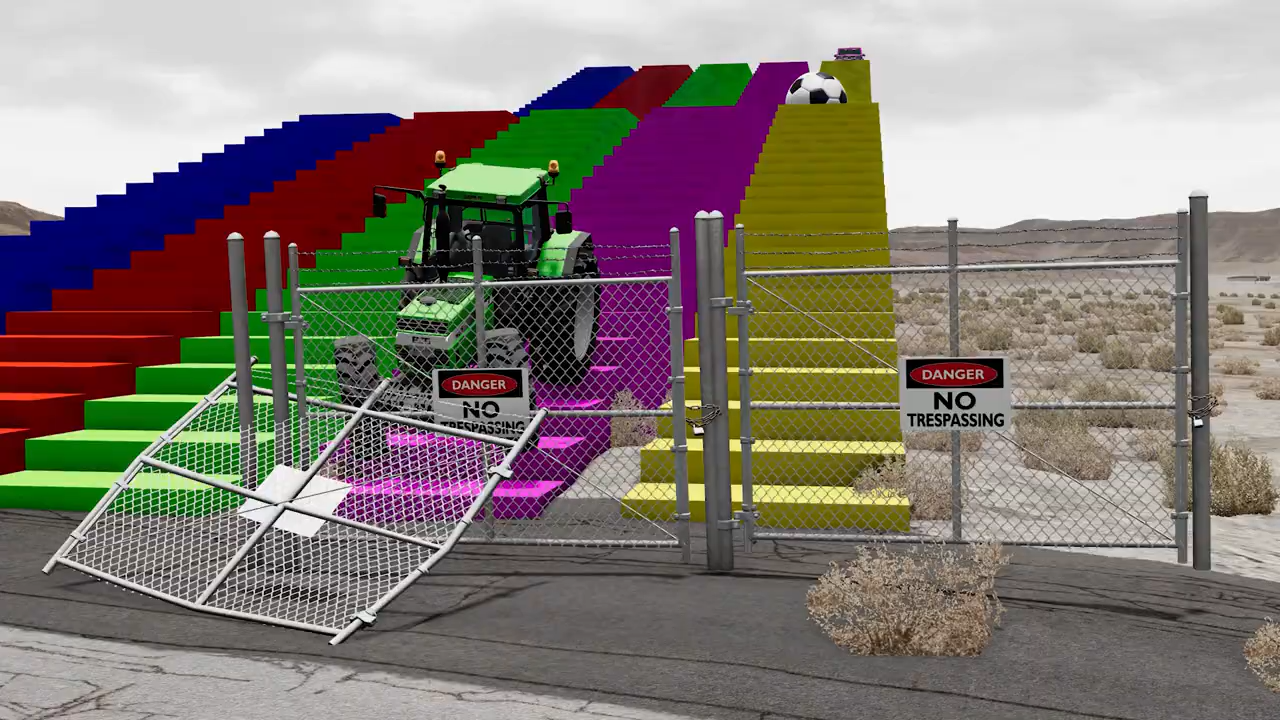 DANGER
NO
TRESPASSING
DANGER
NO
TRESPASSING